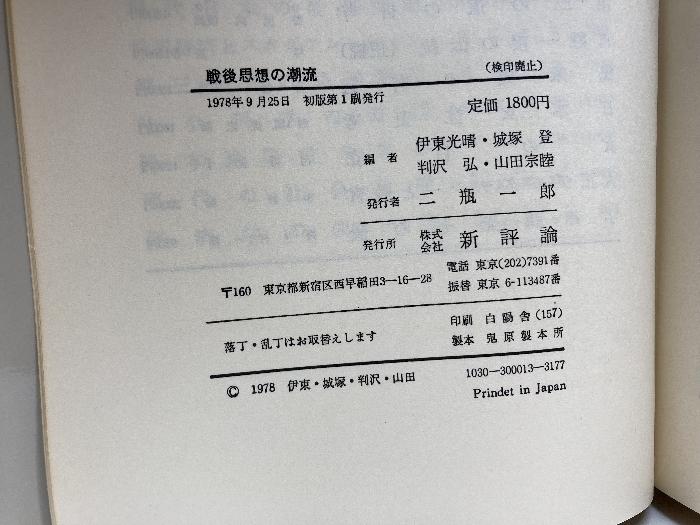 戦後思想の潮流
(検印廃止)
1978年9月25日 初版第1刷発行
定価 1800円
編者
伊東光晴・城塚 登
判沢 弘・山田宗睦
発行者 二瓶一郎
発行所 株式会社 新評論
〒160 東京都新宿区西早稲田3―16―28
電話 東京(202)7391番
振替 東京 6-113487番
落丁・乱丁はお取替えします
印刷 白陽舎(157)
製本 鬼原製本所
© 1978 伊東・城塚・判沢・山田
1030―300013―3177
Prindet in Japan